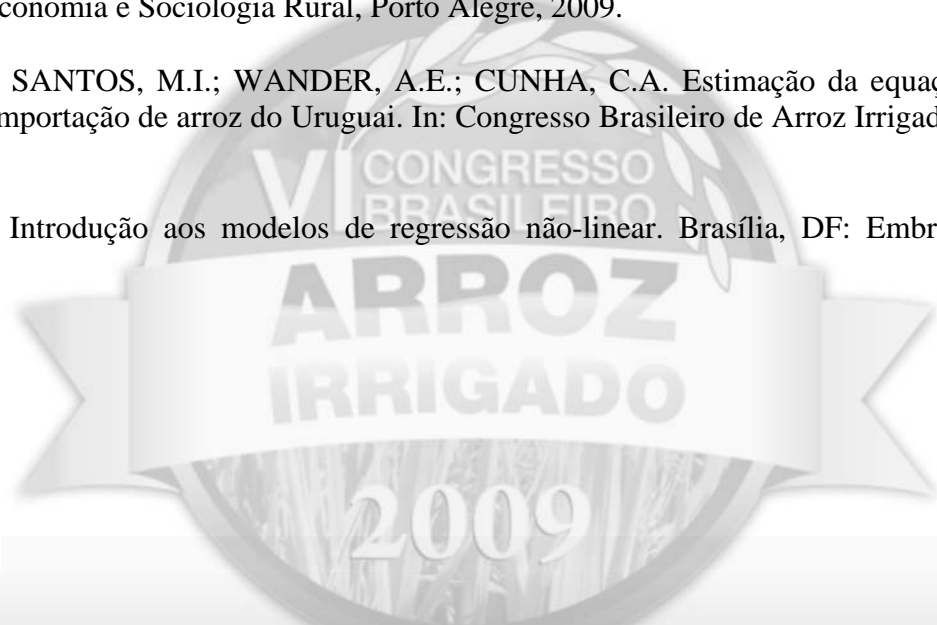 conomia e Sociologia Rural, Porto Alegre, 2009.
SANTOS, M.I.; WANDER, A.E.; CUNHA, C.A. Estimação da equaç
mportação de arroz do Uruguai. In: Congresso Brasileiro de Arroz Irrigad
VI CONGRESSO
BRASILEIRO
Introdução aos modelos de regressão não-linear. Brasília, DF: Embr
ARROZ
IRRIGADO
2009